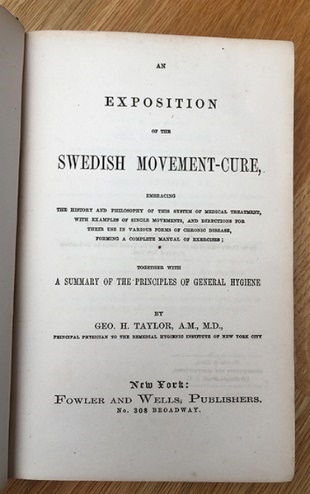 AN
EXPOSITION
OF THE
SWEDISH MOVEMENT-CURE,
EMBRACING
THE HISTORY AND PHILOSOPHY OF THIS SYSTEM OF MEDICAL TREATMENT,
WITH EXAMPLES OF SINGLE MOVEMENTS, AND DIRECTIONS FOR
THEIR USE IN VARIOUS FORMS OF CHRONIC DISEASE,
FORMING A COMPLETE MANUAL OF EXERCISES;
TOGETHER WITH
A SUMMARY OF THE PRINCIPLES OF GENERAL HYGIENE
BY
GEO. H. TAYLOR, A.M., M.D.,
PRINCIPAL PHYSICIAN TO THE REMEDIAL HYGIENIC INSTITUTE OF NEW YORK CITY
New York:
FOWLER AND WELLS, PUBLISHERS.
No. 308 BROADWAY.